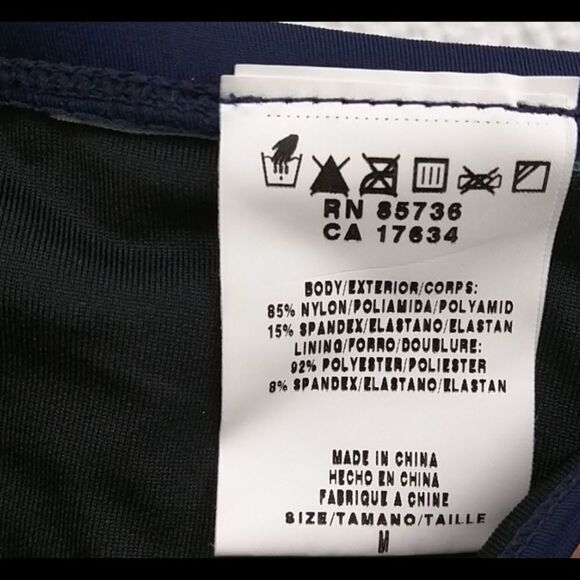 RN 85736
CA 17634
BODY/EXTERIOR/CORPS:
85% NYLON/POLIAMIDA/POLYAMID
15% SPANDEX/ELASTANO/ELASTAN
LINING/FORRO/DOUBLURE:
92% POLYESTER/POLIESTER
8% SPANDEX/ELASTANO/ELASTAN
MADE IN CHINA
HECHO EN CHINA
FABRIQUE A CHINE
SIZE/TAMANO/TAILLE
M